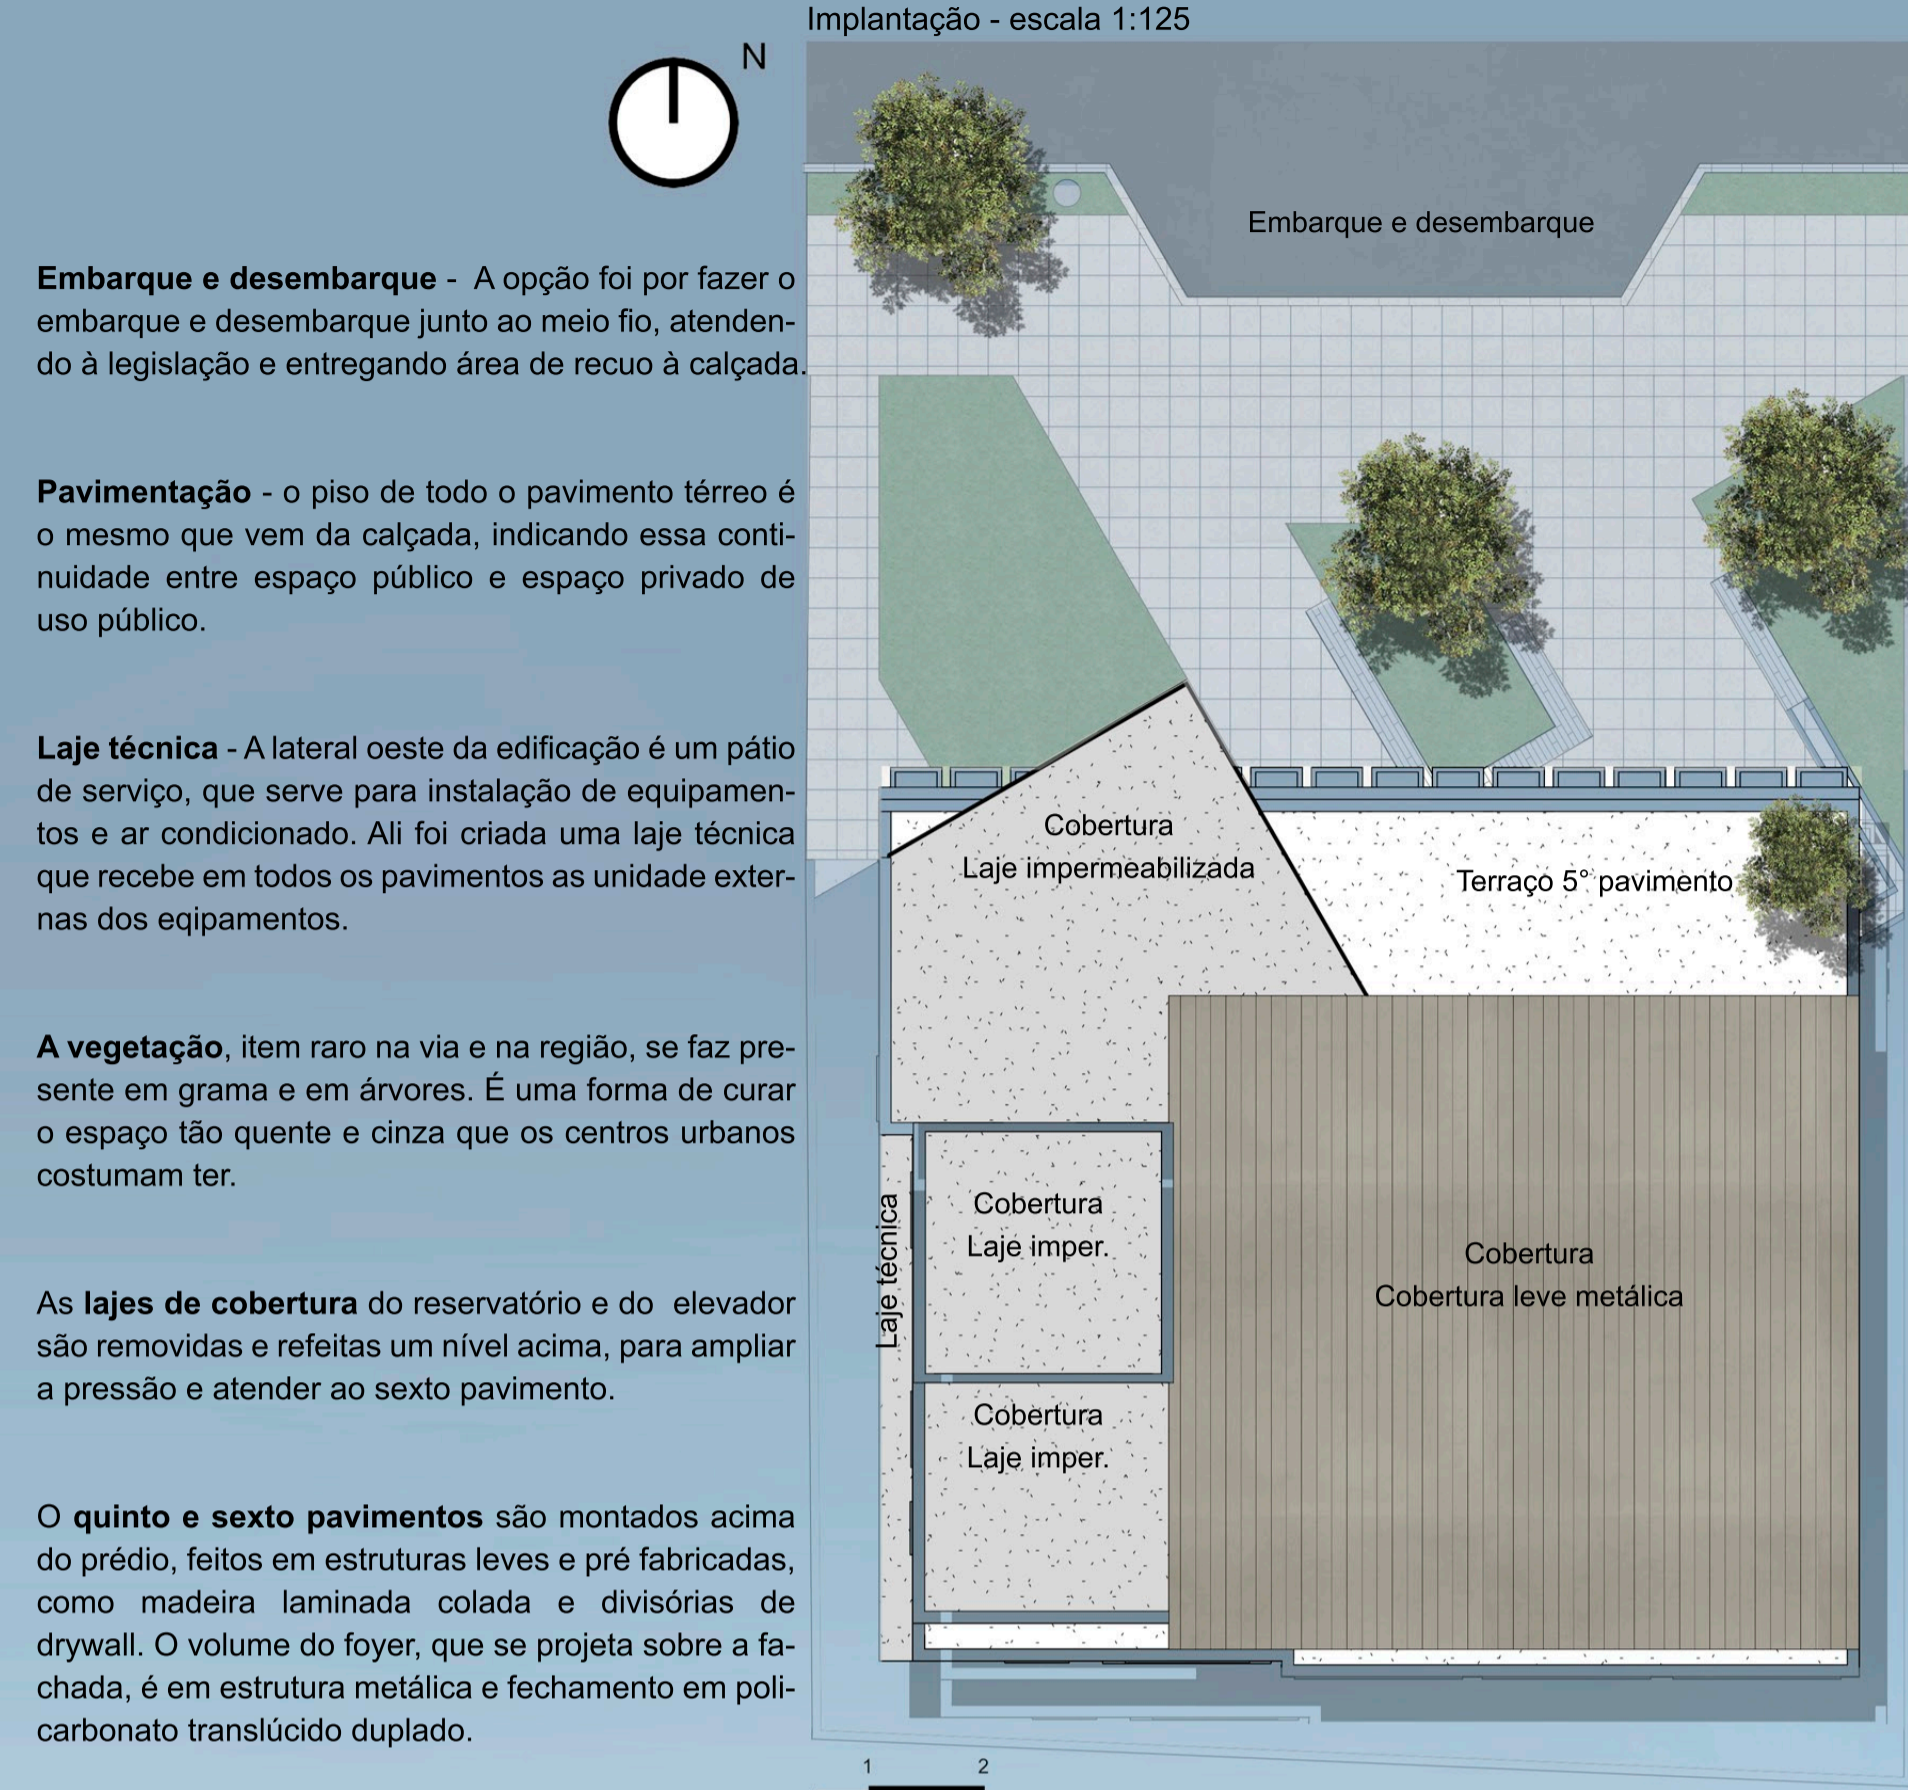 Implantação - escala 1:125
N
Embarque e desembarque
Embarque e desembarque - A opção foi por fazer o
embarque e desembarque junto ao meio fio, atenden-
do à legislação e entregando área de recuo à calçada.
Pavimentação - o piso de todo o pavimento térreo é
o mesmo que vem da calçada, indicando essa conti-
nuidade entre espaço público e espaço privado de
uso público.
Laje técnica - A lateral oeste da edificação é um pátio
de serviço, que serve para instalação de equipamen-
tos e ar condicionado. Ali foi criada uma laje técnica
que recebe em todos os pavimentos as unidade exter-
nas dos eqipamentos.
A vegetação, item raro na via e na região, se faz pre-
sente em grama e em árvores. É uma forma de curar
o espaço tão quente e cinza que os centros urbanos
costumam ter.
As lajes de cobertura do reservatório e do elevador
são removidas e refeitas um nível acima, para ampliar
a pressão e atender ao sexto pavimento.
O quinto e sexto pavimentos são montados acima
do prédio, feitos em estruturas leves e pré fabricadas,
como madeira laminada colada e divisórias de
drywall. O volume do foyer, que se projeta sobre a fa-
chada, é em estrutura metálica e fechamento em poli-
carbonato translúcido duplado.
Cobertura
Laje impermeabilizada
Terraço 5° pavimento
Laje técnica
Cobertura
Laje imper.
Cobertura
Cobertura leve metálica
Cobertura
Laje imper.
1 2